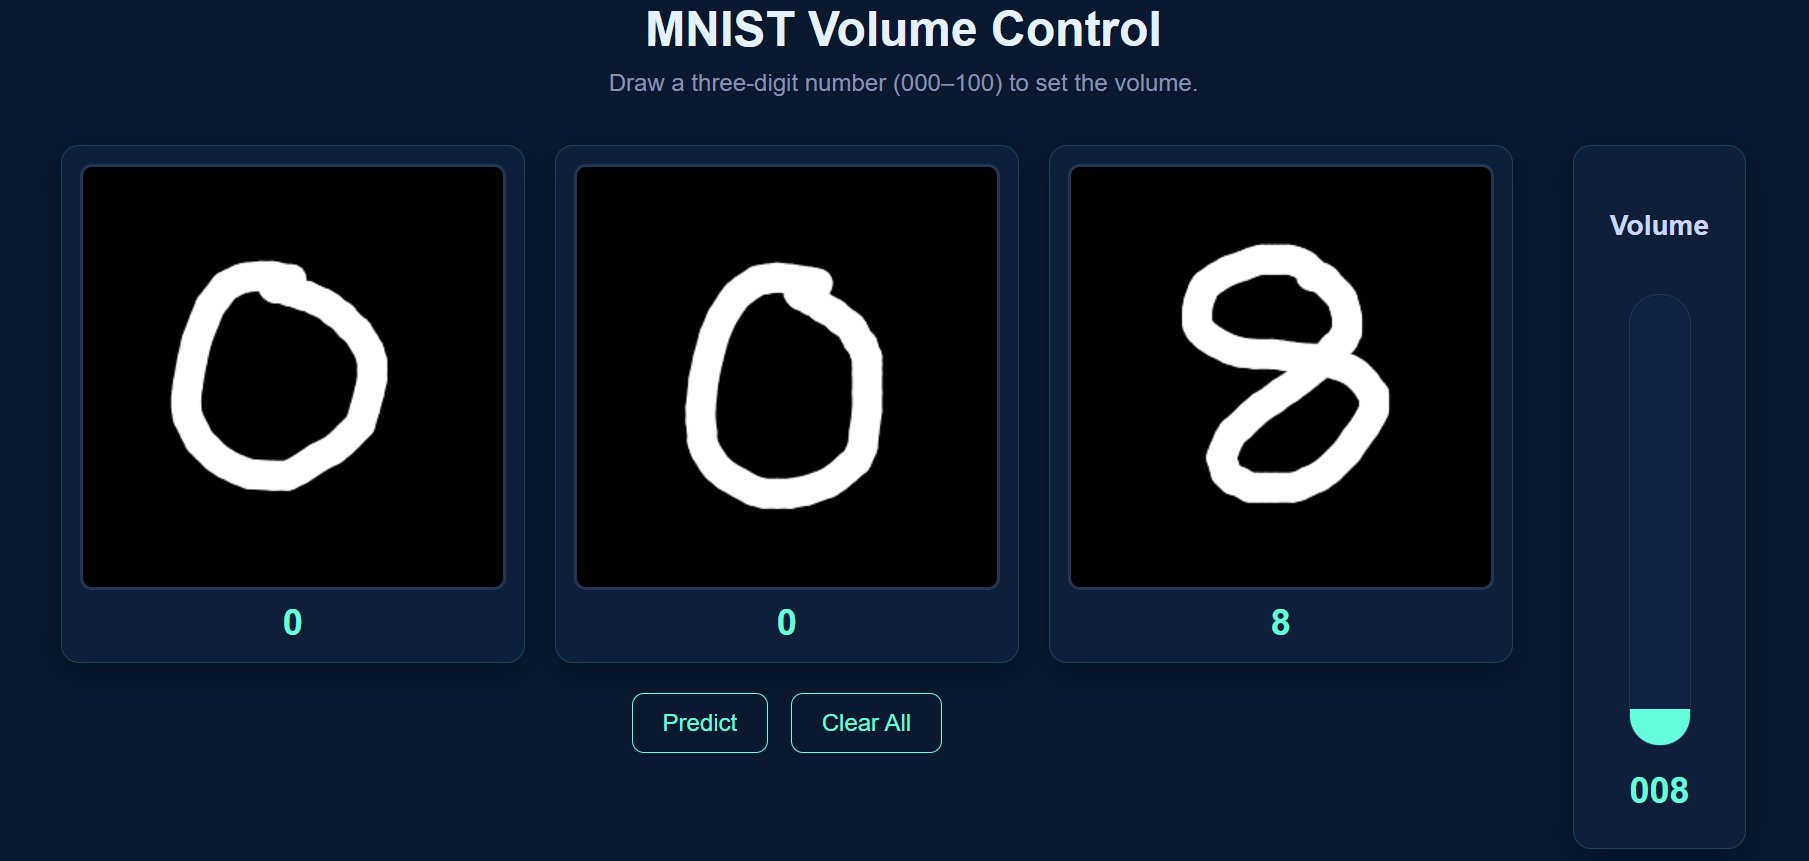 MNIST Volume Control
Draw a three-digit number (000–100) to set the volume.
0 0 8
0 0 8
Predict Clear All
Volume
008